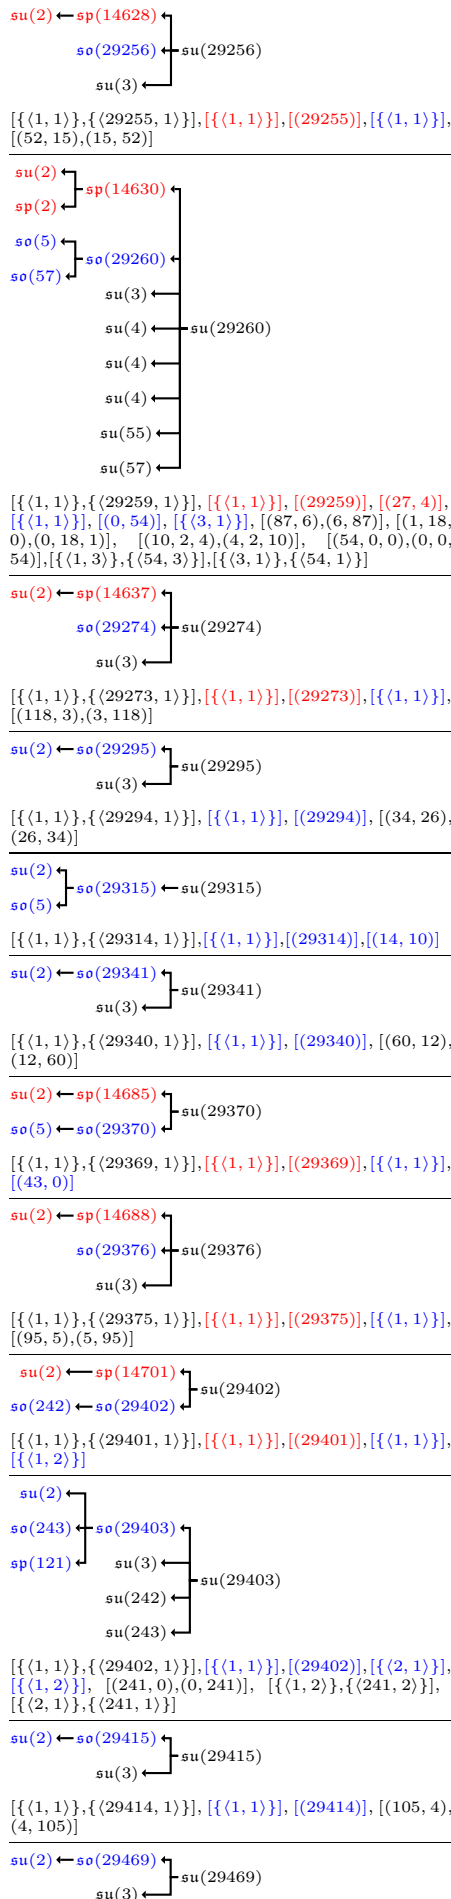 𝔰𝔲(2) 𝔰𝔭(14628)
𝔰𝔬(29256) 𝔰𝔲(29256)
𝔰𝔲(3)
[{⟨1, 1⟩},{⟨29255, 1⟩}],[{⟨1, 1⟩}],[(29255)],[{⟨1, 1⟩}],
[(52, 15),(15, 52)]
𝔰𝔲(2)
𝔰𝔭(14630)
𝔰𝔭(2)
𝔰𝔬(5)
𝔰𝔬(29260)
𝔰𝔬(57)
𝔰𝔲(3)
𝔰𝔲(4) 𝔰𝔲(29260)
𝔰𝔲(4)
𝔰𝔲(4)
𝔰𝔲(55)
𝔰𝔲(57)
[{⟨1, 1⟩},{⟨29259, 1⟩}], [{⟨1, 1⟩}], [(29259)], [(27, 4)],
[{⟨1, 1⟩}], [(0, 54)], [{⟨3, 1⟩}], [(87, 6),(6, 87)], [(1, 18,
0),(0, 18, 1)], [(10, 2, 4),(4, 2, 10)], [(54, 0, 0),(0, 0,
54)],[{⟨1, 3⟩},{⟨54, 3⟩}],[{⟨3, 1⟩},{⟨54, 1⟩}]
𝔰𝔲(2) 𝔰𝔭(14637)
𝔰𝔬(29274) 𝔰𝔲(29274)
𝔰𝔲(3)
[{⟨1, 1⟩},{⟨29273, 1⟩}],[{⟨1, 1⟩}],[(29273)],[{⟨1, 1⟩}],
[(118, 3),(3, 118)]
𝔰𝔲(2) 𝔰𝔬(29295)
𝔰𝔲(29295)
𝔰𝔲(3)
[{⟨1, 1⟩},{⟨29294, 1⟩}], [{⟨1, 1⟩}], [(29294)], [(34, 26),
(26, 34)]
𝔰𝔲(2)
𝔰𝔬(29315) 𝔰𝔲(29315)
𝔰𝔬(5)
[{⟨1, 1⟩},{⟨29314, 1⟩}],[{⟨1, 1⟩}],[(29314)],[(14, 10)]
𝔰𝔲(2) 𝔰𝔬(29341)
𝔰𝔲(29341)
𝔰𝔲(3)
[{⟨1, 1⟩},{⟨29340, 1⟩}], [{⟨1, 1⟩}], [(29340)], [(60, 12),
(12, 60)]
𝔰𝔲(2) 𝔰𝔭(14685)
𝔰𝔲(29370)
𝔰𝔬(5) 𝔰𝔬(29370)
[{⟨1, 1⟩},{⟨29369, 1⟩}],[{⟨1, 1⟩}],[(29369)],[{⟨1, 1⟩}],
[(43, 0)]
𝔰𝔲(2) 𝔰𝔭(14688)
𝔰𝔬(29376) 𝔰𝔲(29376)
𝔰𝔲(3)
[{⟨1, 1⟩},{⟨29375, 1⟩}],[{⟨1, 1⟩}],[(29375)],[{⟨1, 1⟩}],
[(95, 5),(5, 95)]
𝔰𝔲(2) 𝔰𝔭(14701)
𝔰𝔲(29402)
𝔰𝔬(242) 𝔰𝔬(29402)
[{⟨1, 1⟩},{⟨29401, 1⟩}],[{⟨1, 1⟩}],[(29401)],[{⟨1, 1⟩}],
[{⟨1, 2⟩}]
𝔰𝔲(2)
𝔰𝔬(243) 𝔰𝔬(29403)
𝔰𝔭(121) 𝔰𝔲(3)
𝔰𝔲(29403)
𝔰𝔲(242)
𝔰𝔲(243)
[{⟨1, 1⟩},{⟨29402, 1⟩}],[{⟨1, 1⟩}],[(29402)],[{⟨2, 1⟩}],
[{⟨1, 2⟩}], [(241, 0),(0, 241)], [{⟨1, 2⟩},{⟨241, 2⟩}],
[{⟨2, 1⟩},{⟨241, 1⟩}]
𝔰𝔲(2) 𝔰𝔬(29415)
𝔰𝔲(29415)
𝔰𝔲(3)
[{⟨1, 1⟩},{⟨29414, 1⟩}], [{⟨1, 1⟩}], [(29414)], [(105, 4),
(4, 105)]
𝔰𝔲(2) 𝔰𝔬(29469)
𝔰𝔲(29469)
𝔰𝔲(3)